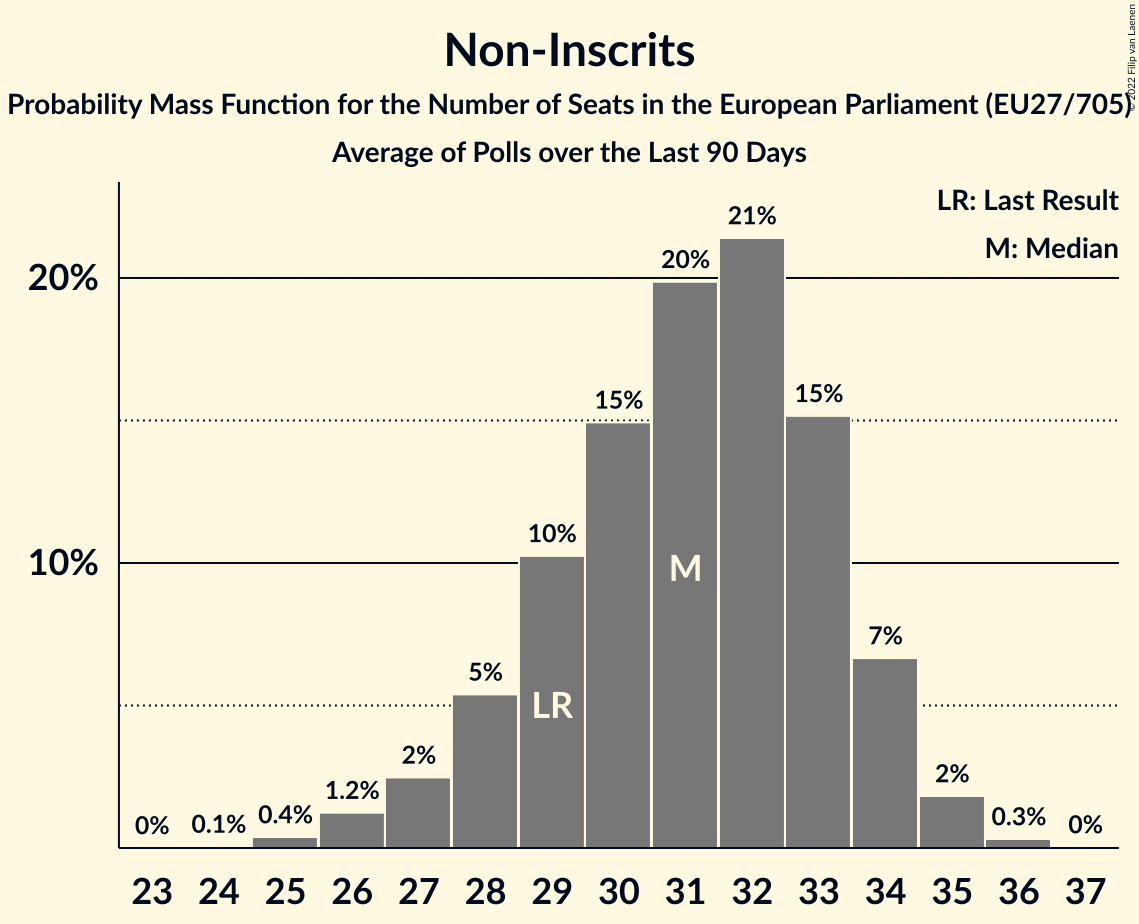 Non-Inscrits
© 2022 Filip van Laenen
Probability Mass Function for the Number of Seats in the European Parliament (EU27/705)
Average of Polls over the Last 90 Days
LR: Last Result
M: Median
20%
10%
0%
0.1%
0.4%
1.2%
2%
5%
10%
15%
20%
21%
15%
7%
2%
0.3%
0%
LR
M
23 24 25 26 27 28 29 30 31 32 33 34 35 36 37